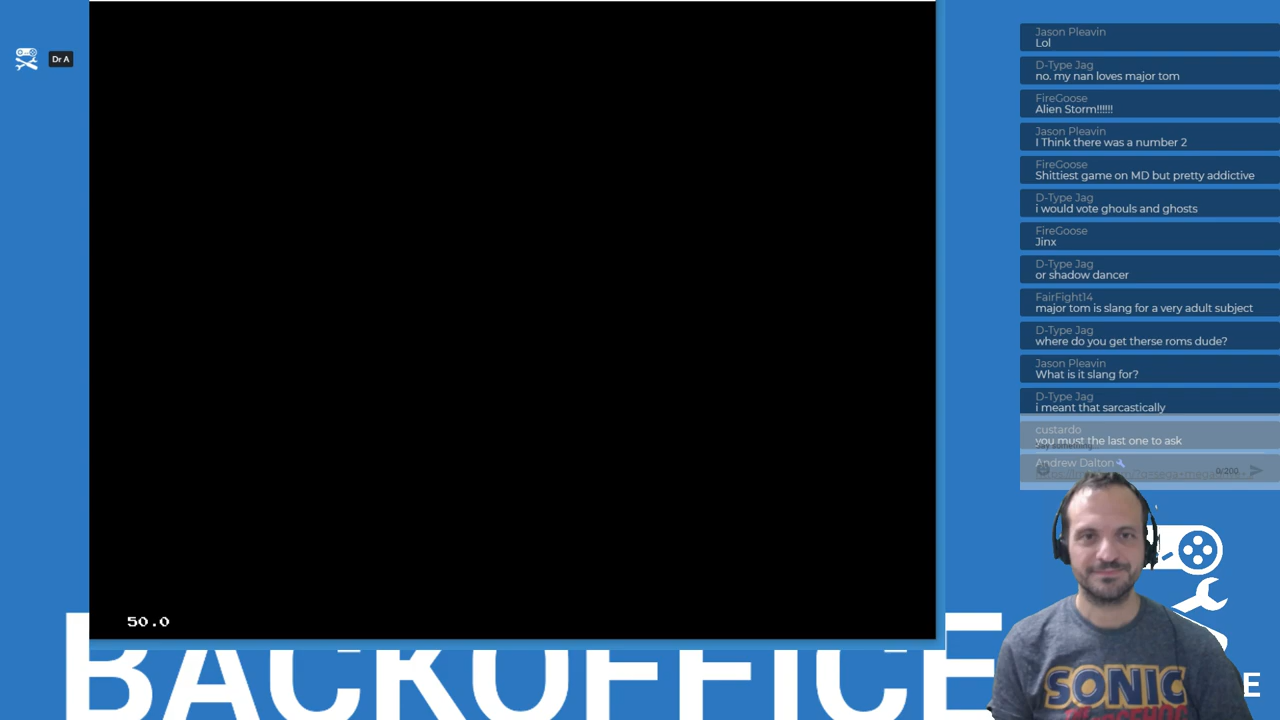 Dr A
50.0
BACKOFFICE
Jason Pleavin
Lol
D-Type Jag
no. my nan loves major tom
FireGoose
Alien Storm!!!!!!
Jason Pleavin
I Think there was a number 2
FireGoose
Shittiest game on MD but pretty addictive
D-Type Jag
i would vote ghouls and ghosts
FireGoose
Jinx
D-Type Jag
or shadow dancer
FairFight14
major tom is slang for a very adult subject
D-Type Jag
where do you get therse roms dude?
Jason Pleavin
What is it slang for?
D-Type Jag
i meant that sarcastically
custardo
you must the last one to ask
Andrew Dalton
0/200
SONIC
E